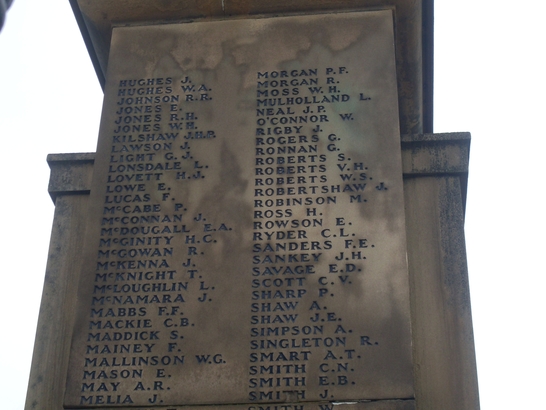 HUGHES J.
HUGHES W.A.
JOHNSON R.R.
JONES E.
JONES R.H.
JONES W.H.
KILSHAW J.H.B.
LAWSON J.
LIGHT G.J.
LONSDALE L.
LOVETT H.J.
LOWE E.
LUCAS F.
McCABE P.
McCONNAN J.
McDOUGALL E.A.
McGINITY H.C.
McGOWAN R.
McKENNA J.
McKNIGHT T.
McLOUGHLIN L.
McNAMARA J.
MABBS F.F.
MACKIE C.B.
MADDICK S.
MAINEY F.
MALLINSON W.G.
MASON E.
MAY A.R.
MELIA J.
MORGAN P.F.
MORGAN R.
MOSS W.H.
MULHOLLAND L.
NEAL J.P.
O'CONNOR W.
RIGBY J.
ROGERS G.
RONNAN G.
ROBERTS S.
ROBERTS V.H.
ROBERTS W.S.
ROBERTSHAW J.
ROBINSON M.
ROSS H.
ROWSON E.
RYDER C.L.
SANDERS F.E.
SANKEY J.H.
SAVAGE E.D.
SCOTT C.V.
SHARP P.
SHAW A.
SHAW J.E.
SIMPSON A.
SINGLETON R.
SMART A.T.
SMITH C.N.
SMITH E.B.
SMITH J.
SMITH W.